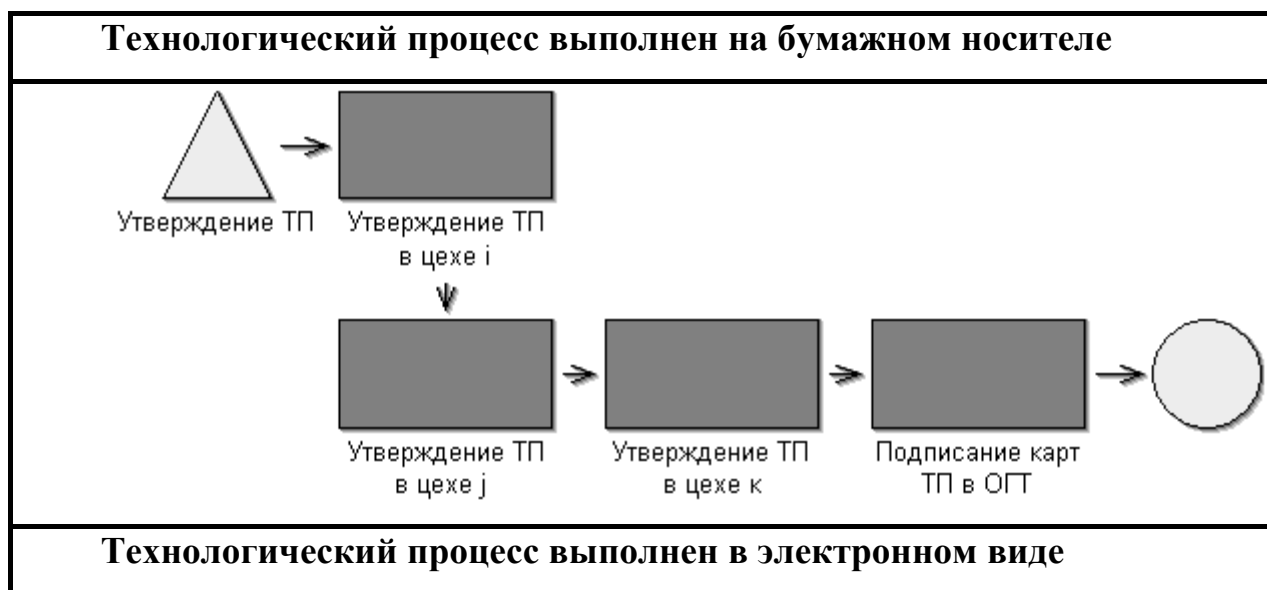 Технологический процесс выполнен на бумажном носителе
Утверждение ТП
Утверждение ТП
в цехе i
Утверждение ТП
в цехе j
Утверждение ТП
в цехе к
Подписание карт
ТП в ОГТ
Технологический процесс выполнен в электронном виде